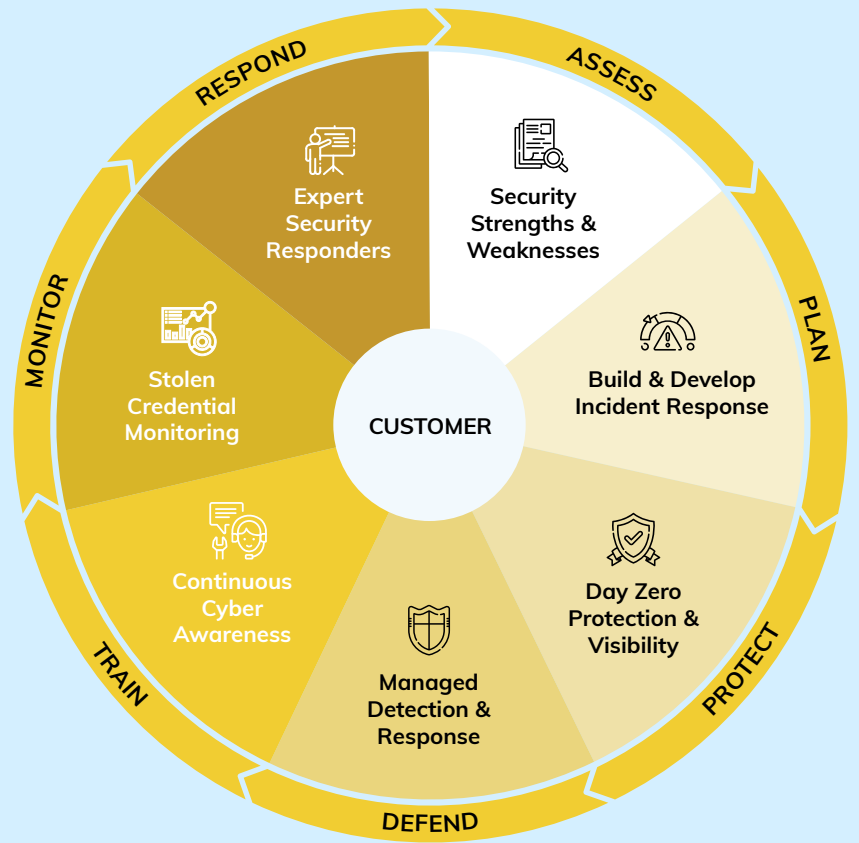 ASSESS
Security
Strengths &
Weaknesses
PLAN
Build & Develop
Incident Response
PROTECT
Day Zero
Protection &
Visibility
DEFEND
Managed
Detection &
Response
TRAIN
Continuous
Cyber
Awareness
MONITOR
Stolen
Credential
Monitoring
RESPOND
Expert
Security
Responders
CUSTOMER